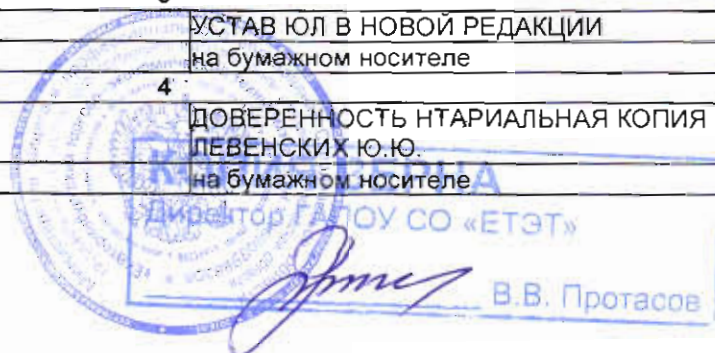 УСТАВ ЮЛ В НОВОЙ РЕДАКЦИИ
на бумажном носителе
4
ДОВЕРЕННОСТЬ НТАРИАЛЬНАЯ КОПИЯ
ЛЕВЕНСКИХ Ю.Ю.
на бумажном носителе
КОПИЯ ВЕРНА
Директор ГАПОУ СО «ЕТЭТ»
В.В. Протасов